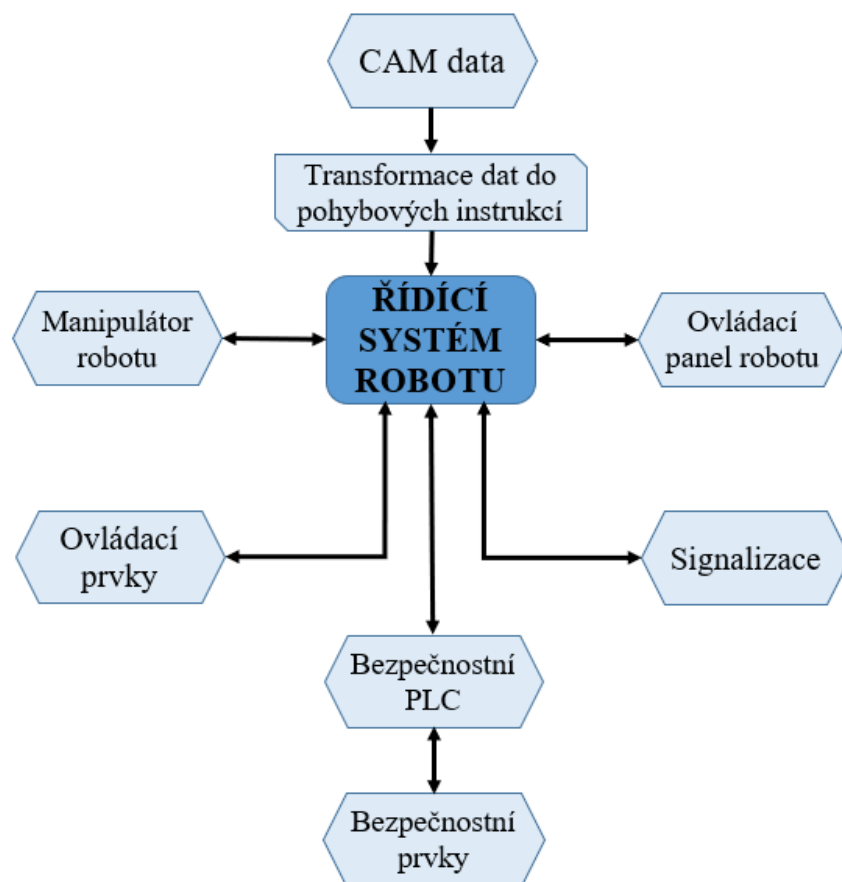 CAM data
Transformace dat do
pohybových instrukcí
ŘÍDÍCÍ
SYSTÉM
ROBOTU
Manipulátor
robotu
Ovládací
panel robotu
Ovládací
prvky
Signalizace
Bezpečnostní
PLC
Bezpečnostní
prvky